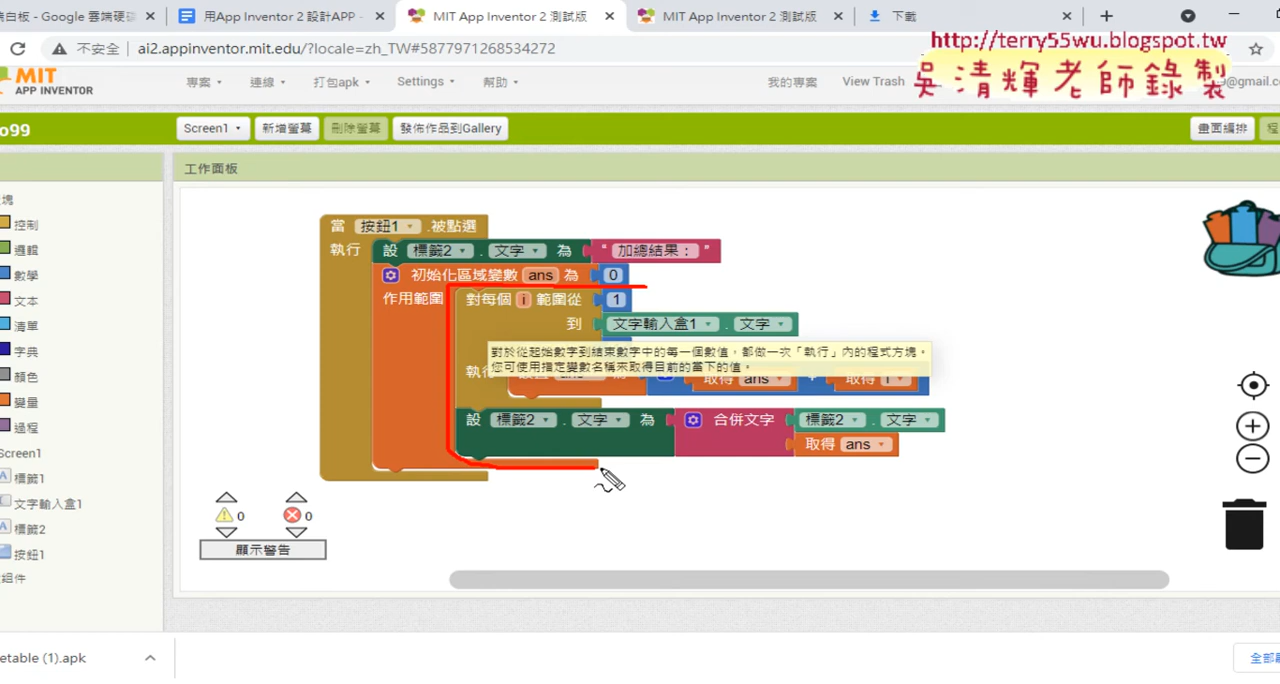 用App Inventor 2 設計APP -
MIT App Inventor 2 測試版
MIT App Inventor 2 測試版
下載
不安全 ai2.appinventor.mit.edu/?locale=zh_TW#5877971268534272
http://terry55wu.blogspot.tw
吳清輝老師錄製
MIT
APP INVENTOR
專案 連線 打包apk Settings 幫助 我的專案 View Trash @gmail.co
o99
Screen1 新增螢幕 刪除螢幕 發佈作品到Gallery 畫面編排
工作面板
控制
邏輯
數學
文本
清單
字典
顏色
變量
過程
Screen1
標籤1
文字輸入盒1
標籤2
按鈕1
組件
當 按鈕1 .被點選
執行 設 標籤2 . 文字 為 “ 加總結果： ”
初始化區域變數 ans 為 0
作用範圍 對每個 i 範圍從 1
到 文字輸入盒1 . 文字
對於從起始數字到結束數字中的每一個數值，都做一次「執行」內的程式方塊。
您可使用指定變數名稱來取得目前的當下的值。
取得 ans + 取得 i
設 標籤2 . 文字 為 合併文字 標籤2 . 文字
取得 ans
0 0
顯示警告
etable (1).apk